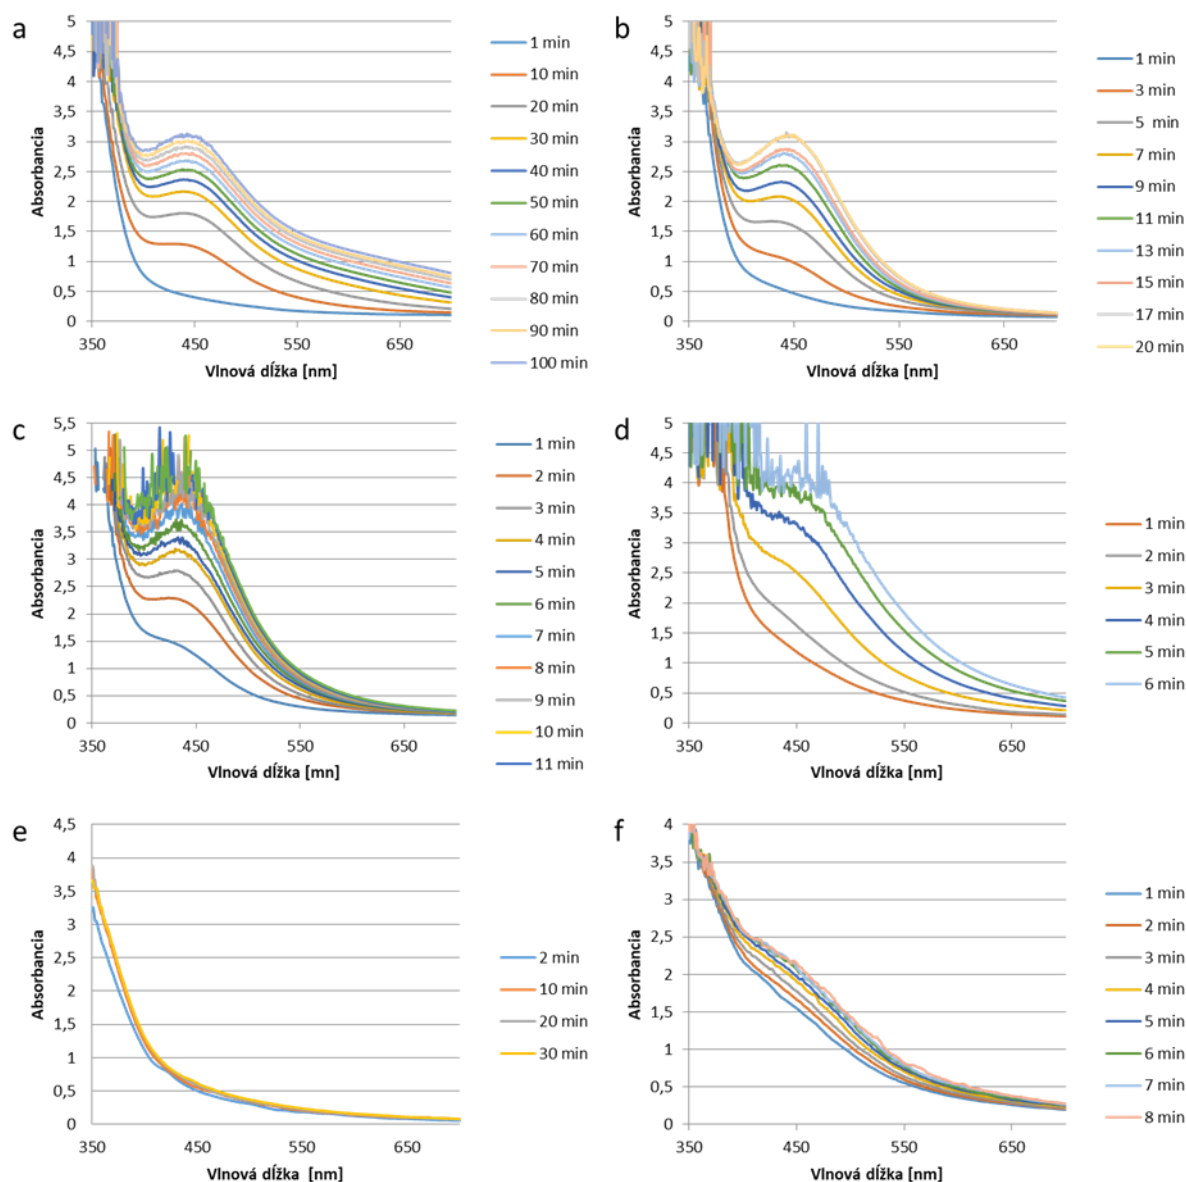 a
Absorbancia
5
4,5
4
3,5
3
2,5
2
1,5
1
0,5
0
350 450 550 650
Vlnová dĺžka [nm]
1 min
10 min
20 min
30 min
40 min
50 min
60 min
70 min
80 min
90 min
100 min
b
Absorbancia
5
4,5
4
3,5
3
2,5
2
1,5
1
0,5
0
350 450 550 650
Vlnová dĺžka [nm]
1 min
3 min
5 min
7 min
9 min
11 min
13 min
15 min
17 min
20 min
c
Absorbancia
5,5
5
4,5
4
3,5
3
2,5
2
1,5
1
0,5
0
350 450 550 650
Vlnová dĺžka [mn]
1 min
2 min
3 min
4 min
5 min
6 min
7 min
8 min
9 min
10 min
11 min
d
Absorbancia
5
4,5
4
3,5
3
2,5
2
1,5
1
0,5
0
350 450 550 650
Vlnová dĺžka [nm]
1 min
2 min
3 min
4 min
5 min
6 min
e
Absorbancia
4,5
4
3,5
3
2,5
2
1,5
1
0,5
0
350 450 550 650
Vlnová dĺžka [nm]
2 min
10 min
20 min
30 min
f
Absorbancia
4
3,5
3
2,5
2
1,5
1
0,5
0
350 450 550 650
Vlnová dĺžka [nm]
1 min
2 min
3 min
4 min
5 min
6 min
7 min
8 min